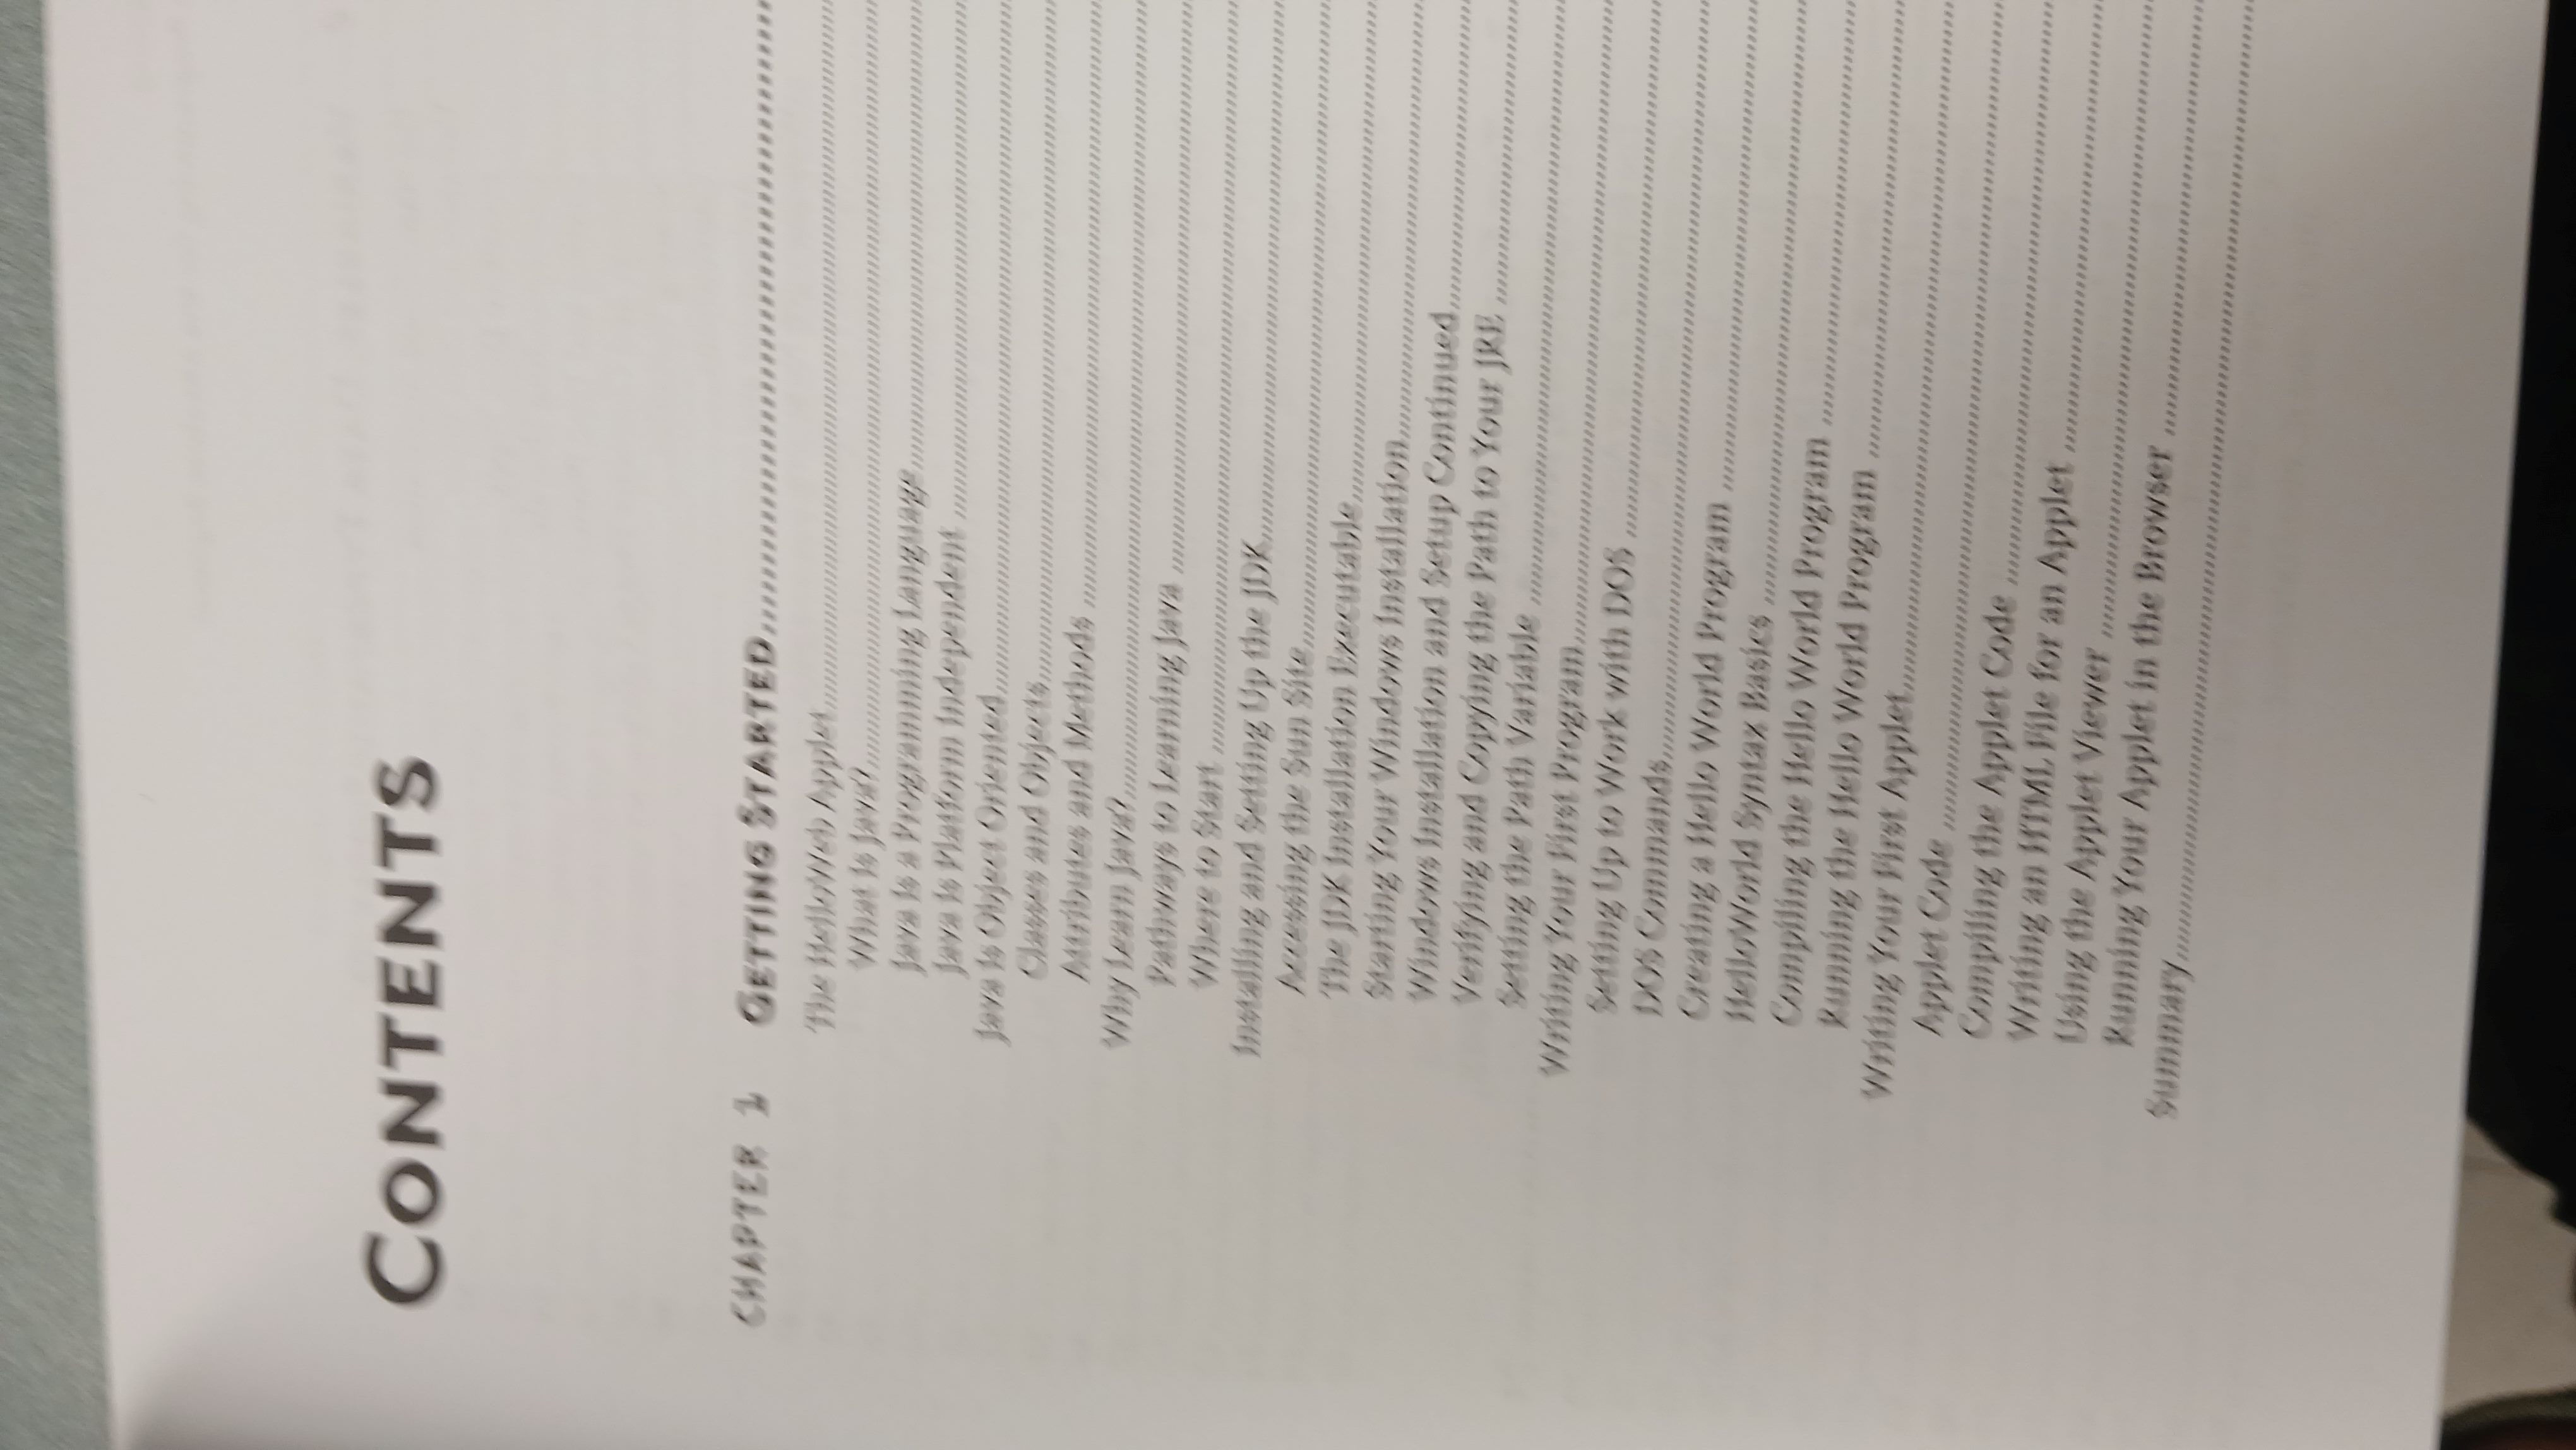 CONTENTS
CHAPTER 1 GETTING STARTED
The HelloWeb Applet
What Is Java?
Java Is a Programming Language
Java Is Platform Independent
Java Is Object Oriented
Classes and Objects
Attributes and Methods
Why Learn Java?
Pathways to Learning Java
Where to Start
Installing and Setting Up the JDK
Accessing the Sun Site
The JDK Installation Executable
Starting Your Windows Installation
Windows Installation and Setup Continued
Verifying and Copying the Path to Your JRE
Setting the Path Variable
Writing Your First Program
Setting Up to Work with DOS
DOS Commands
Creating a Hello World Program
HelloWorld Syntax Basics
Compiling the Hello World Program
Running the Hello World Program
Writing Your First Applet
Applet Code
Compiling the Applet Code
Writing an HTML File for an Applet
Using the Applet Viewer
Running Your Applet in the Browser
Summary